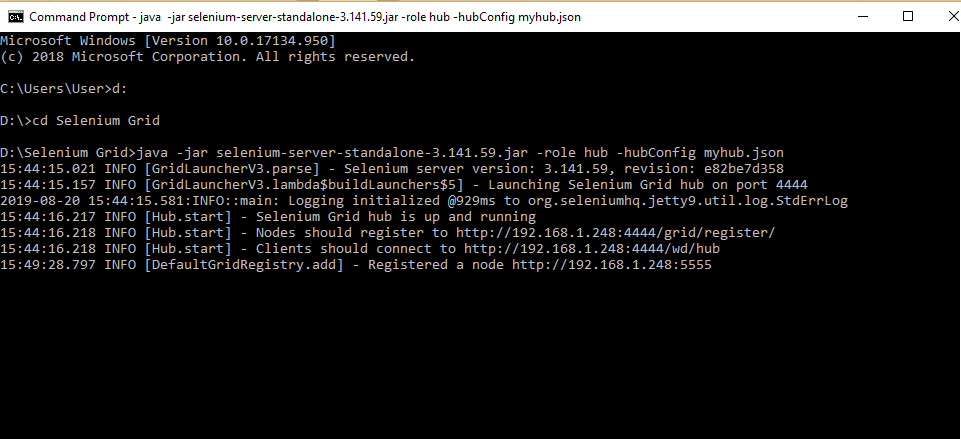 Command Prompt - java -jar selenium-server-standalone-3.141.59.jar -role hub -hubConfig myhub.json
Microsoft Windows [Version 10.0.17134.950]
(c) 2018 Microsoft Corporation. All rights reserved.
C:\Users\User>d:
D:\>cd Selenium Grid
D:\Selenium Grid>java -jar selenium-server-standalone-3.141.59.jar -role hub -hubConfig myhub.json
15:44:15.021 INFO [GridLauncherV3.parse] - Selenium server version: 3.141.59, revision: e82be7d358
15:44:15.157 INFO [GridLauncherV3.lambda$buildLaunchers$5] - Launching Selenium Grid hub on port 4444
2019-08-20 15:44:15.581:INFO::main: Logging initialized @929ms to org.seleniumhq.jetty9.util.log.StdErrLog
15:44:16.217 INFO [Hub.start] - Selenium Grid hub is up and running
15:44:16.218 INFO [Hub.start] - Nodes should register to http://192.168.1.248:4444/grid/register/
15:44:16.218 INFO [Hub.start] - Clients should connect to http://192.168.1.248:4444/wd/hub
15:49:28.797 INFO [DefaultGridRegistry.add] - Registered a node http://192.168.1.248:5555